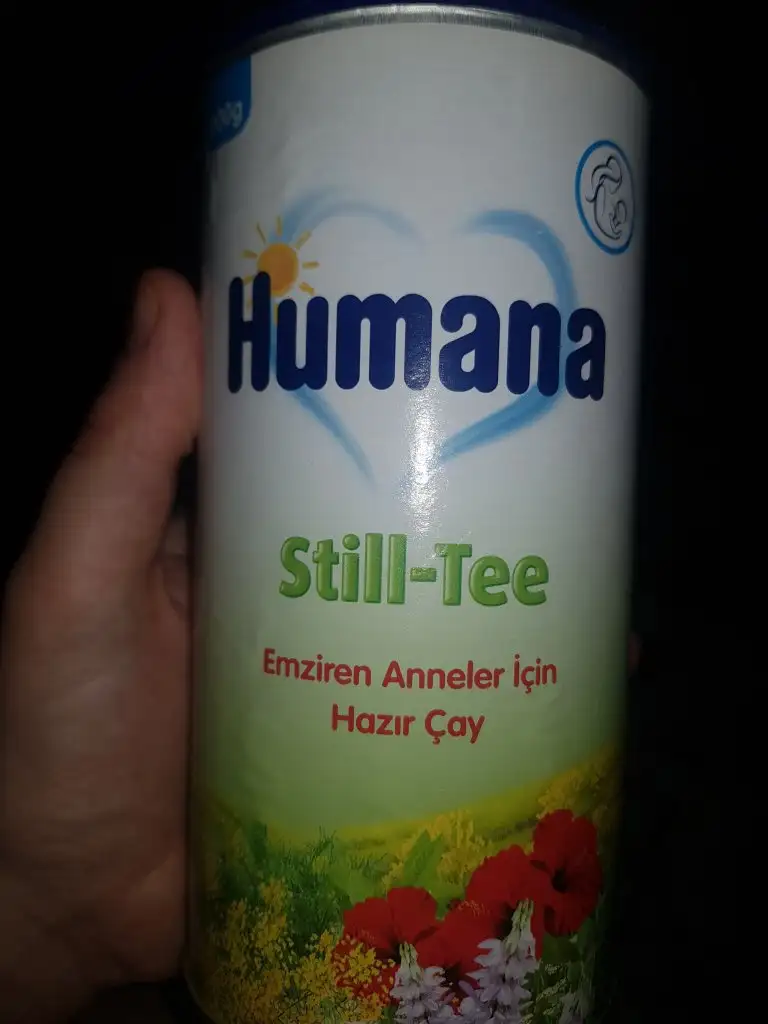 Humana
Still-Tee
Emziren Anneler İçin
Hazır Çay